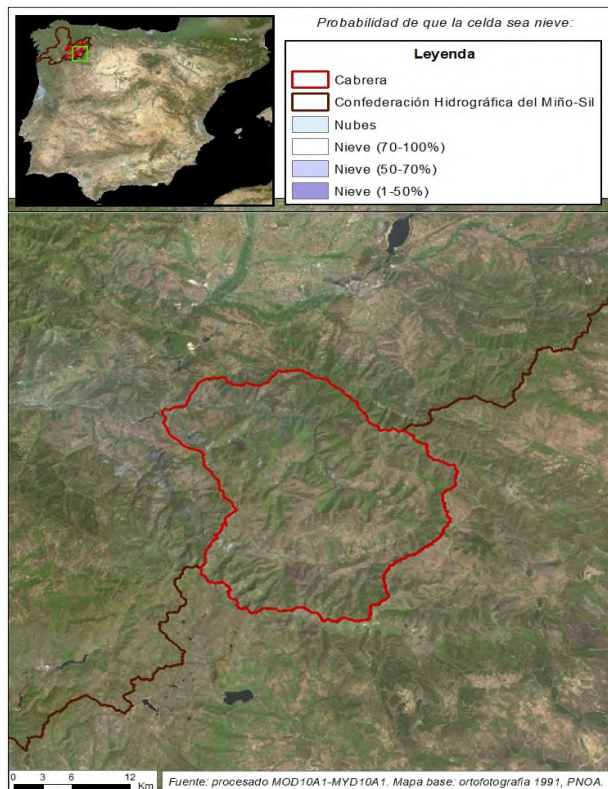 Probabilidad de que la celda sea nieve:
Leyenda
Cabrera
Confederación Hidrográfica del Miño-Sil
Nubes
Nieve (70-100%)
Nieve (50-70%)
Nieve (1-50%)
0 3 6 12
Km
Fuente: procesado MOD10A1-MYD10A1. Mapa base: ortofotografía 1991, PNOA.